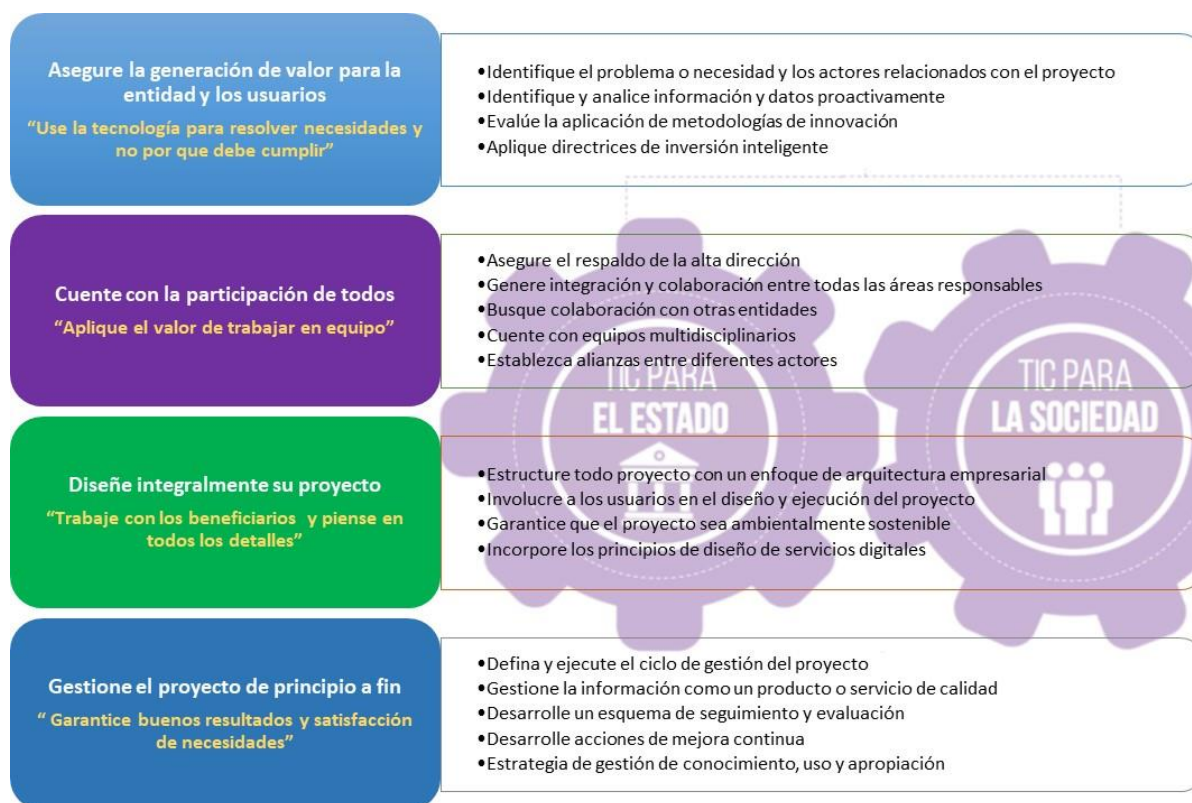 Asegure la generación de valor para la
entidad y los usuarios
“Use la tecnología para resolver necesidades y
no por que debe cumplir”
•Identifique el problema o necesidad y los actores relacionados con el proyecto
•Identifique y analice información y datos proactivamente
•Evalúe la aplicación de metodologías de innovación
•Aplique directrices de inversión inteligente
Cuente con la participación de todos
“Aplique el valor de trabajar en equipo”
•Asegure el respaldo de la alta dirección
•Genere integración y colaboración entre todas las áreas responsables
•Busque colaboración con otras entidades
•Cuente con equipos multidisciplinarios
•Establezca alianzas entre diferentes actores
TIC PARA
EL ESTADO
TIC PARA
LA SOCIEDAD
Diseñe integralmente su proyecto
“Trabaje con los beneficiarios y piense en
todos los detalles”
•Estructure todo proyecto con un enfoque de arquitectura empresarial
•Involucre a los usuarios en el diseño y ejecución del proyecto
•Garantice que el proyecto sea ambientalmente sostenible
•Incorpore los principios de diseño de servicios digitales
Gestione el proyecto de principio a fin
“ Garantice buenos resultados y satisfacción
de necesidades”
•Defina y ejecute el ciclo de gestión del proyecto
•Gestione la información como un producto o servicio de calidad
•Desarrolle un esquema de seguimiento y evaluación
•Desarrolle acciones de mejora continua
•Estrategia de gestión de conocimiento, uso y apropiación